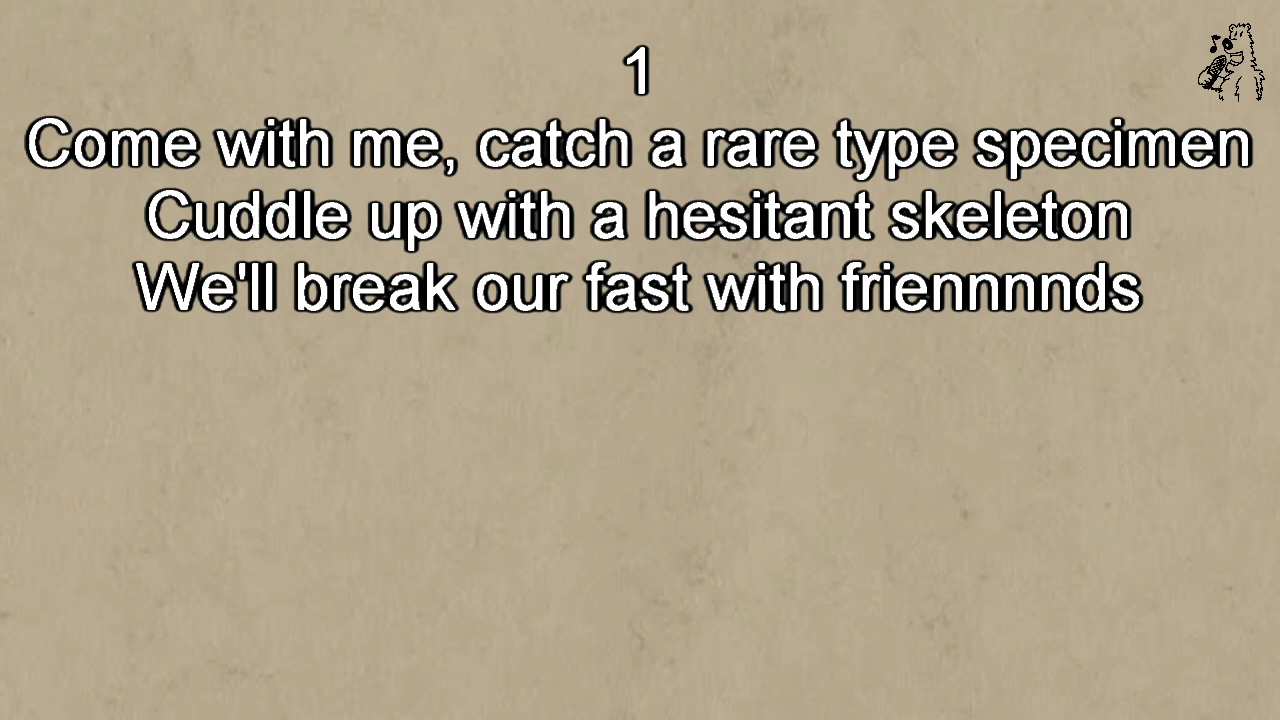 1
Come with me, catch a rare type specimen
Cuddle up with a hesitant skeleton
We'll break our fast with friennnnds